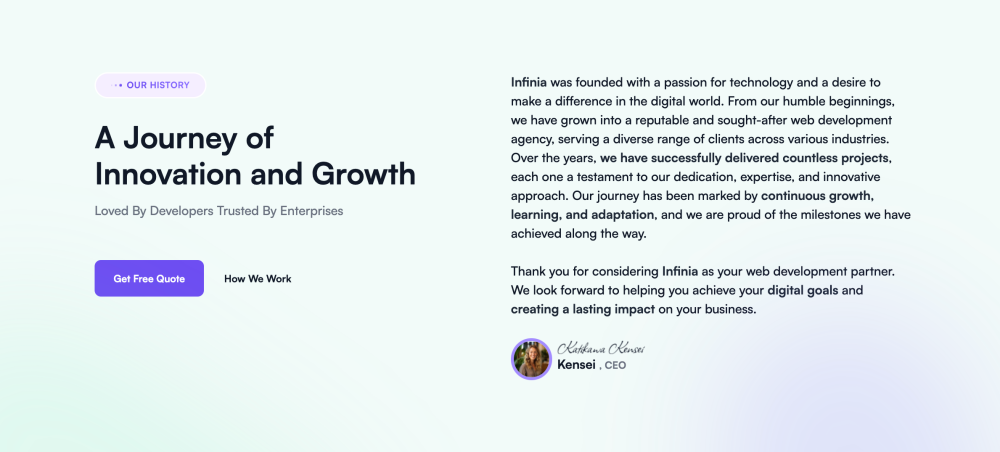 OUR HISTORY
A Journey of
Innovation and Growth
Loved By Developers Trusted By Enterprises
Get Free Quote
How We Work
Infinia was founded with a passion for technology and a desire to
make a difference in the digital world. From our humble beginnings,
we have grown into a reputable and sought-after web development
agency, serving a diverse range of clients across various industries.
Over the years, we have successfully delivered countless projects,
each one a testament to our dedication, expertise, and innovative
approach. Our journey has been marked by continuous growth,
learning, and adaptation, and we are proud of the milestones we have
achieved along the way.
Thank you for considering Infinia as your web development partner.
We look forward to helping you achieve your digital goals and
creating a lasting impact on your business.
Kensei
Kensei , CEO